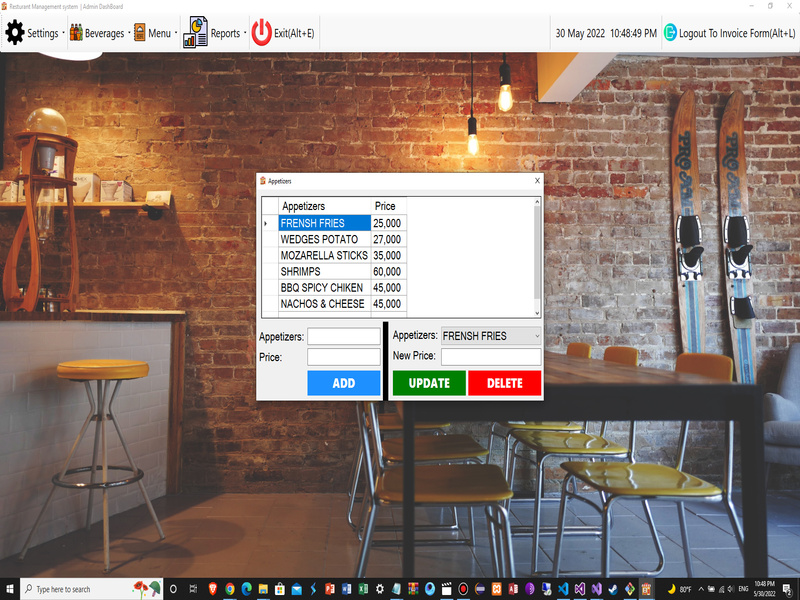 Resturant Management system | Admin DashBoard
Settings
Beverages
Menu
Reports
Exit(Alt+E)
30 May 2022 10:48:49 PM
Logout To Invoice Form(Alt+L)
Appetizers
Appetizers Price
FRENSH FRIES 25,000
WEDGES POTATO 27,000
MOZARELLA STICKS 35,000
SHRIMPS 60,000
BBQ SPICY CHIKEN 45,000
NACHOS & CHEESE 45,000
Appetizers:
Price:
ADD
Appetizers: FRENSH FRIES
New Price:
UPDATE DELETE
Type here to search
80°F
ENG
10:48 PM
5/30/2022